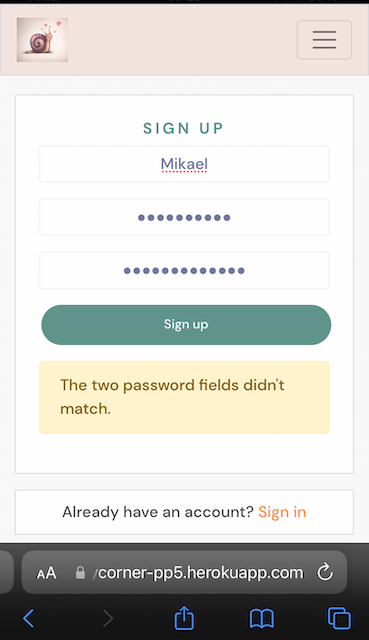 SIGN UP
Mikael
••••••••••
•••••••••••••
Sign up
The two password fields didn't
match.
Already have an account? Sign in
AA /corner-pp5.herokuapp.com